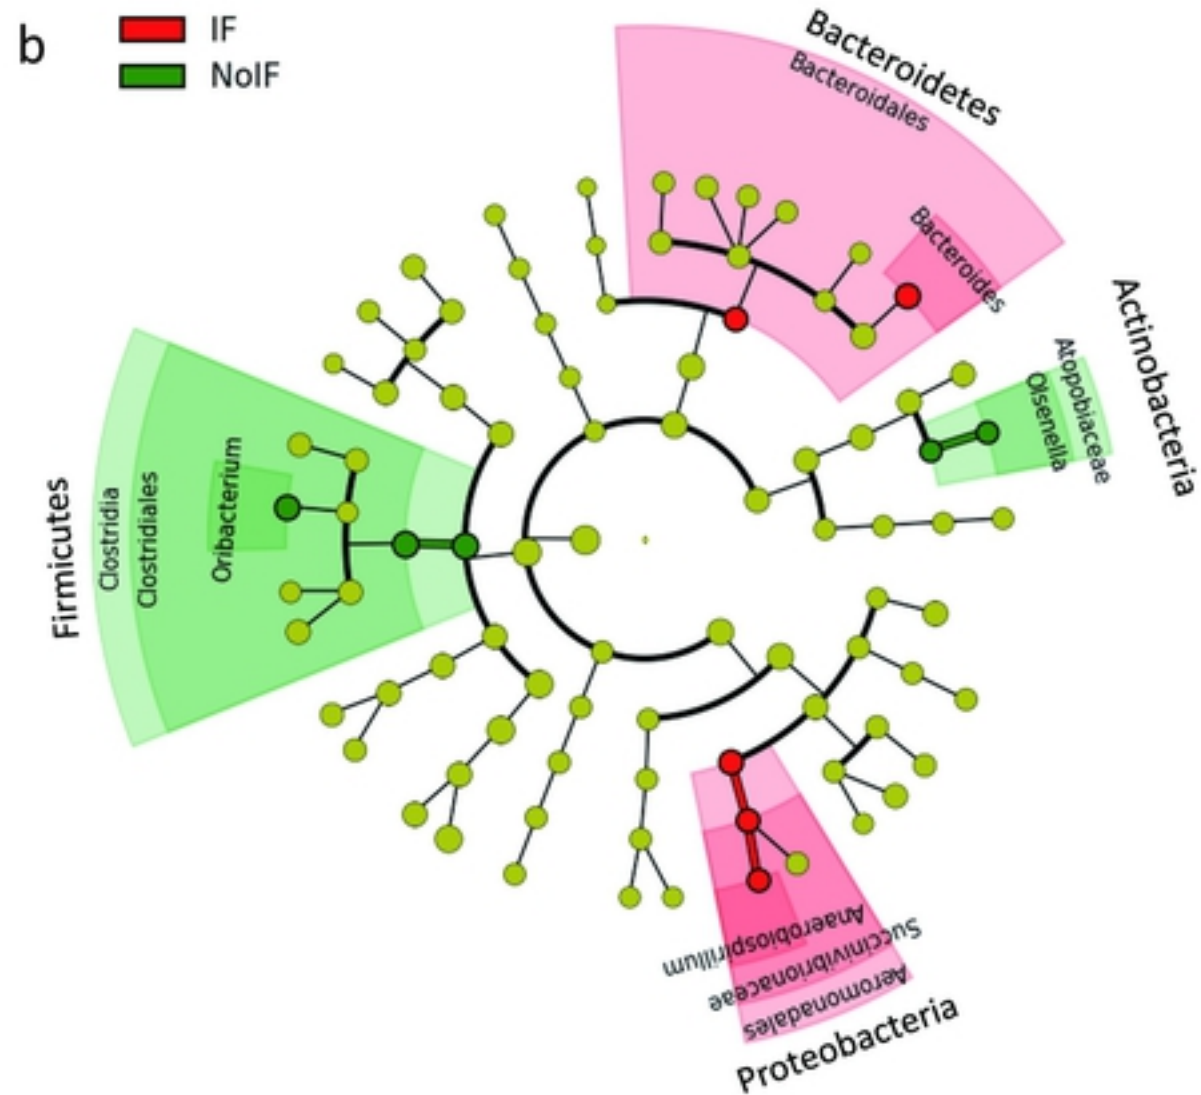 b
IF
NoIF
Bacteroidetes
Bacteroidales
Bacteroides
Actinobacteria
Atopobiaceae
Olsenella
Firmicutes
Clostridia
Clostridiales
Oribacterium
Anaerobiospirillum
Succinivibrionaceae
Aeromonadales
Proteobacteria